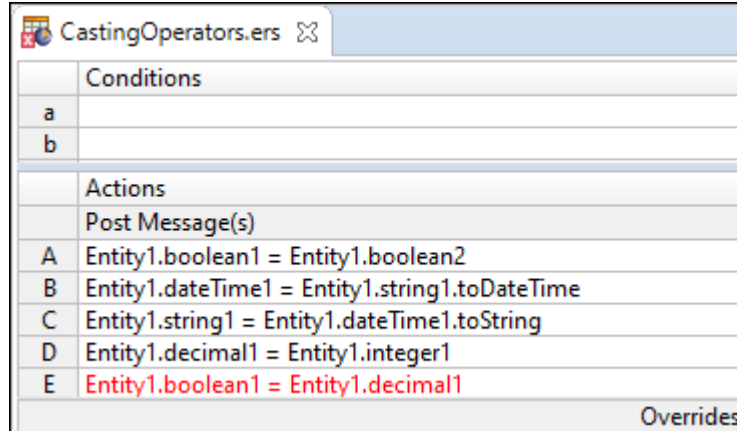 CastingOperators.ers
Conditions
a
b
Actions
Post Message(s)
A Entity1.boolean1 = Entity1.boolean2
B Entity1.dateTime1 = Entity1.string1.toDateTime
C Entity1.string1 = Entity1.dateTime1.toString
D Entity1.decimal1 = Entity1.integer1
E Entity1.boolean1 = Entity1.decimal1
Overrides